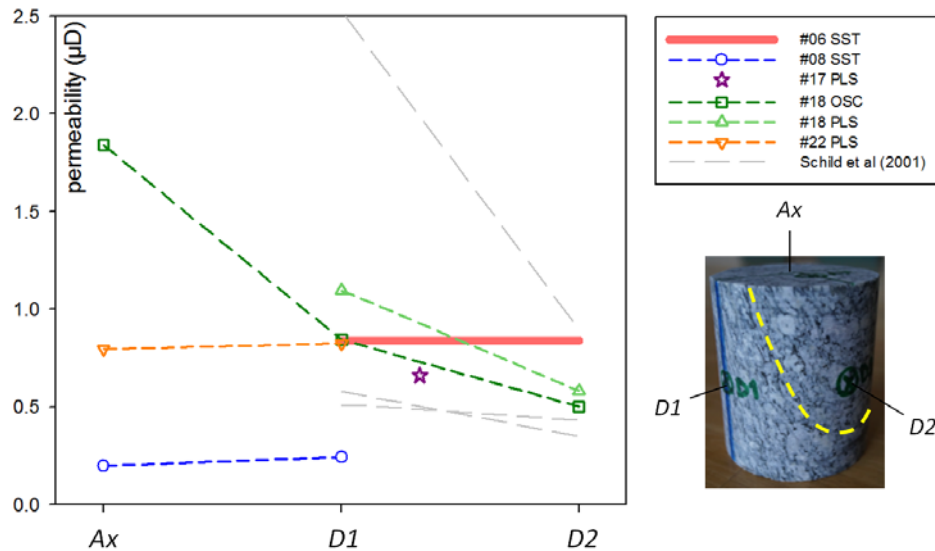 permeability (µD)
2.5
2.0
1.5
1.0
0.5
0.0
Ax
D1
D2
#06 SST
#08 SST
#17 PLS
#18 OSC
#18 PLS
#22 PLS
Schild et al (2001)
Ax
D1
D1
D2